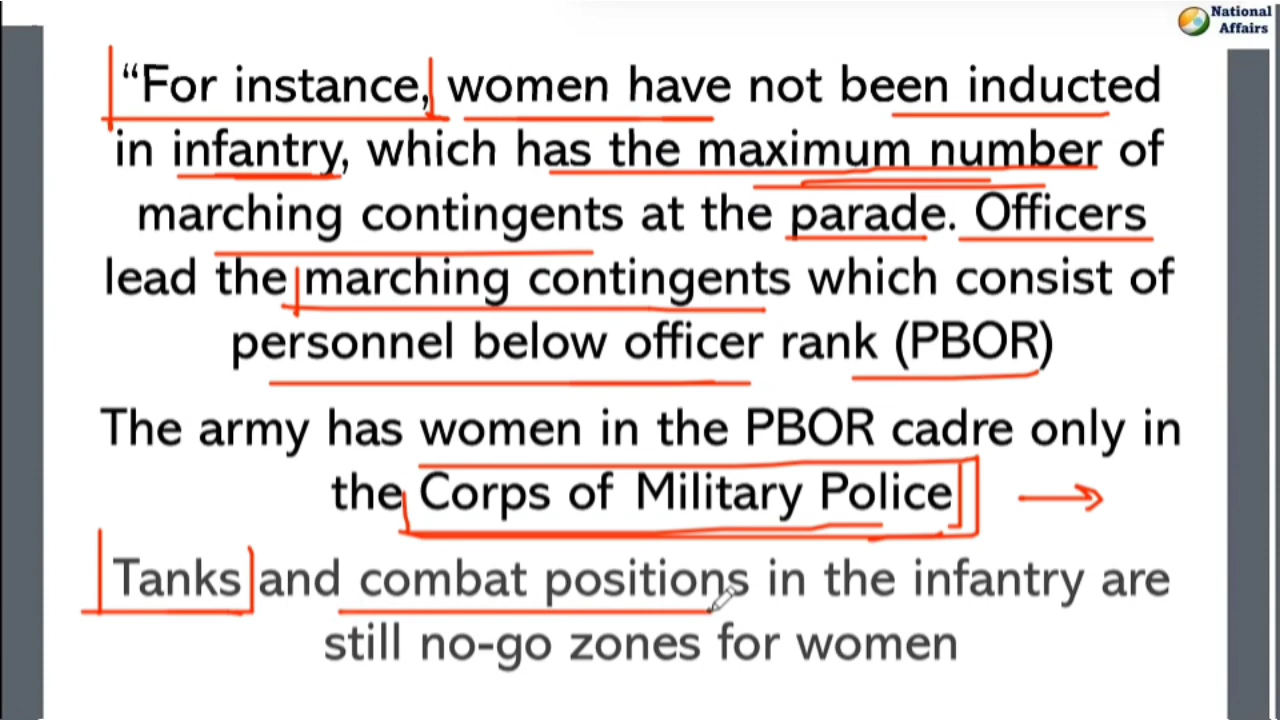 National
Affairs
“For instance, women have not been inducted
in infantry, which has the maximum number of
marching contingents at the parade. Officers
lead the marching contingents which consist of
personnel below officer rank (PBOR)
The army has women in the PBOR cadre only in
the Corps of Military Police
Tanks and combat positions in the infantry are
still no-go zones for women